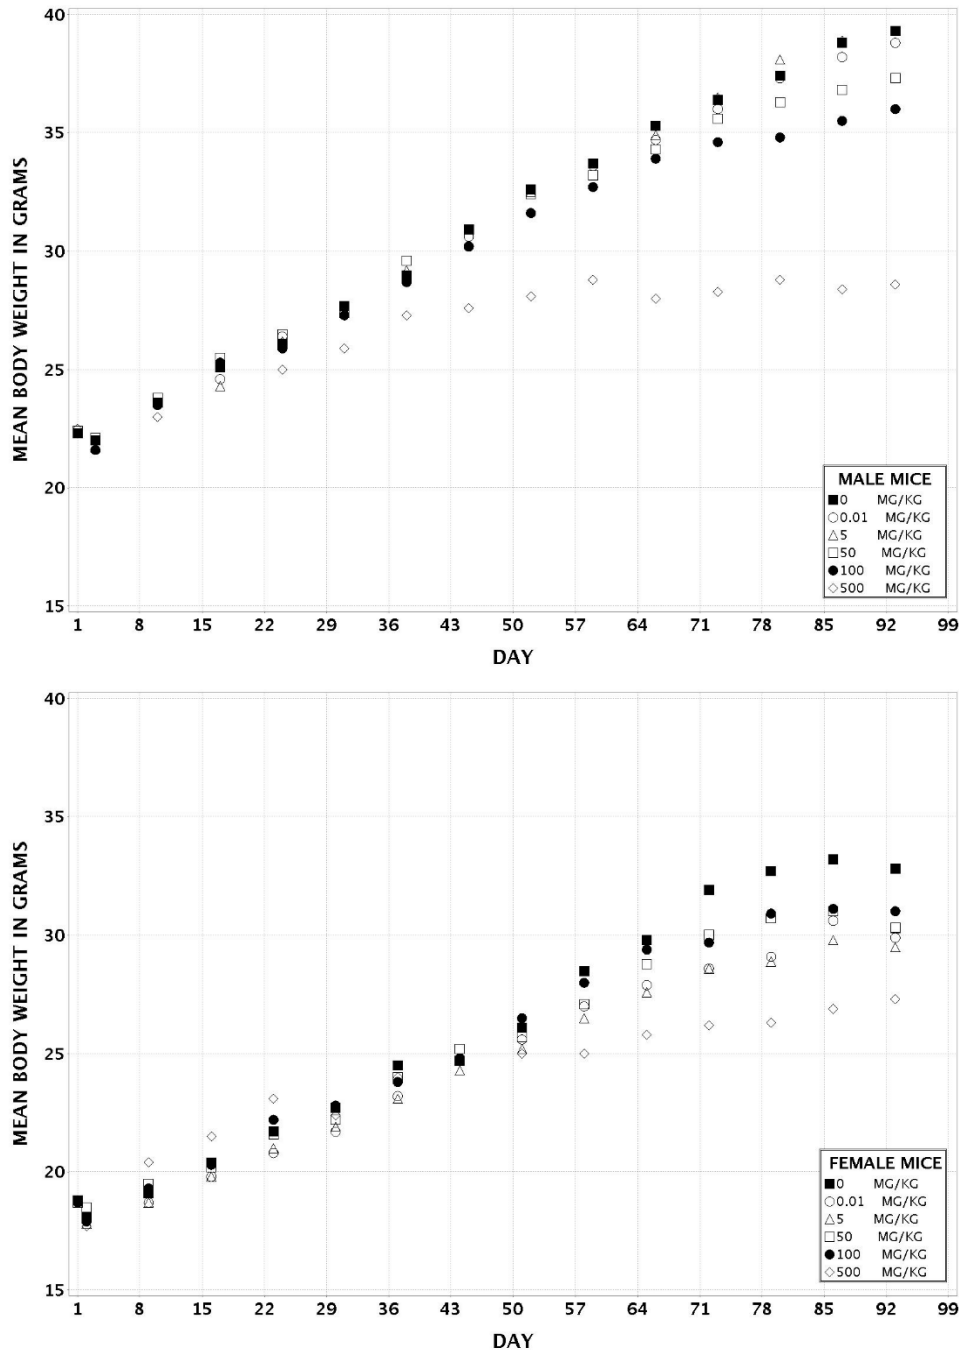 40
35
30
25
20
15
MEAN BODY WEIGHT IN GRAMS
MALE MICE
0 MG/KG
0.01 MG/KG
5 MG/KG
50 MG/KG
100 MG/KG
500 MG/KG
1 8 15 22 29 36 43 50 57 64 71 78 85 92 99
DAY
40
35
30
25
20
15
MEAN BODY WEIGHT IN GRAMS
FEMALE MICE
0 MG/KG
0.01 MG/KG
5 MG/KG
50 MG/KG
100 MG/KG
500 MG/KG
1 8 15 22 29 36 43 50 57 64 71 78 85 92 99
DAY